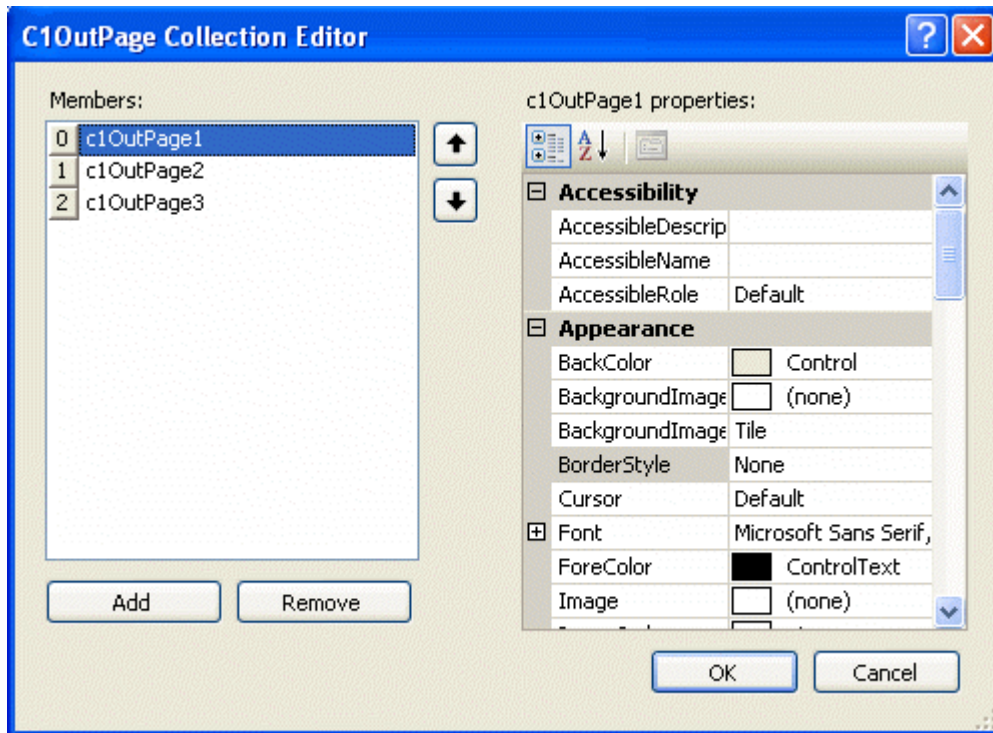 C1OutPage Collection Editor
Members:
0 c1OutPage1
1 c1OutPage2
2 c1OutPage3
Add Remove
c1OutPage1 properties:
A
Z
Accessibility
AccessibleDescrip
AccessibleName
AccessibleRole Default
Appearance
BackColor Control
BackgroundImage (none)
BackgroundImage Tile
BorderStyle None
Cursor Default
Font Microsoft Sans Serif,
ForeColor ControlText
Image (none)
OK Cancel